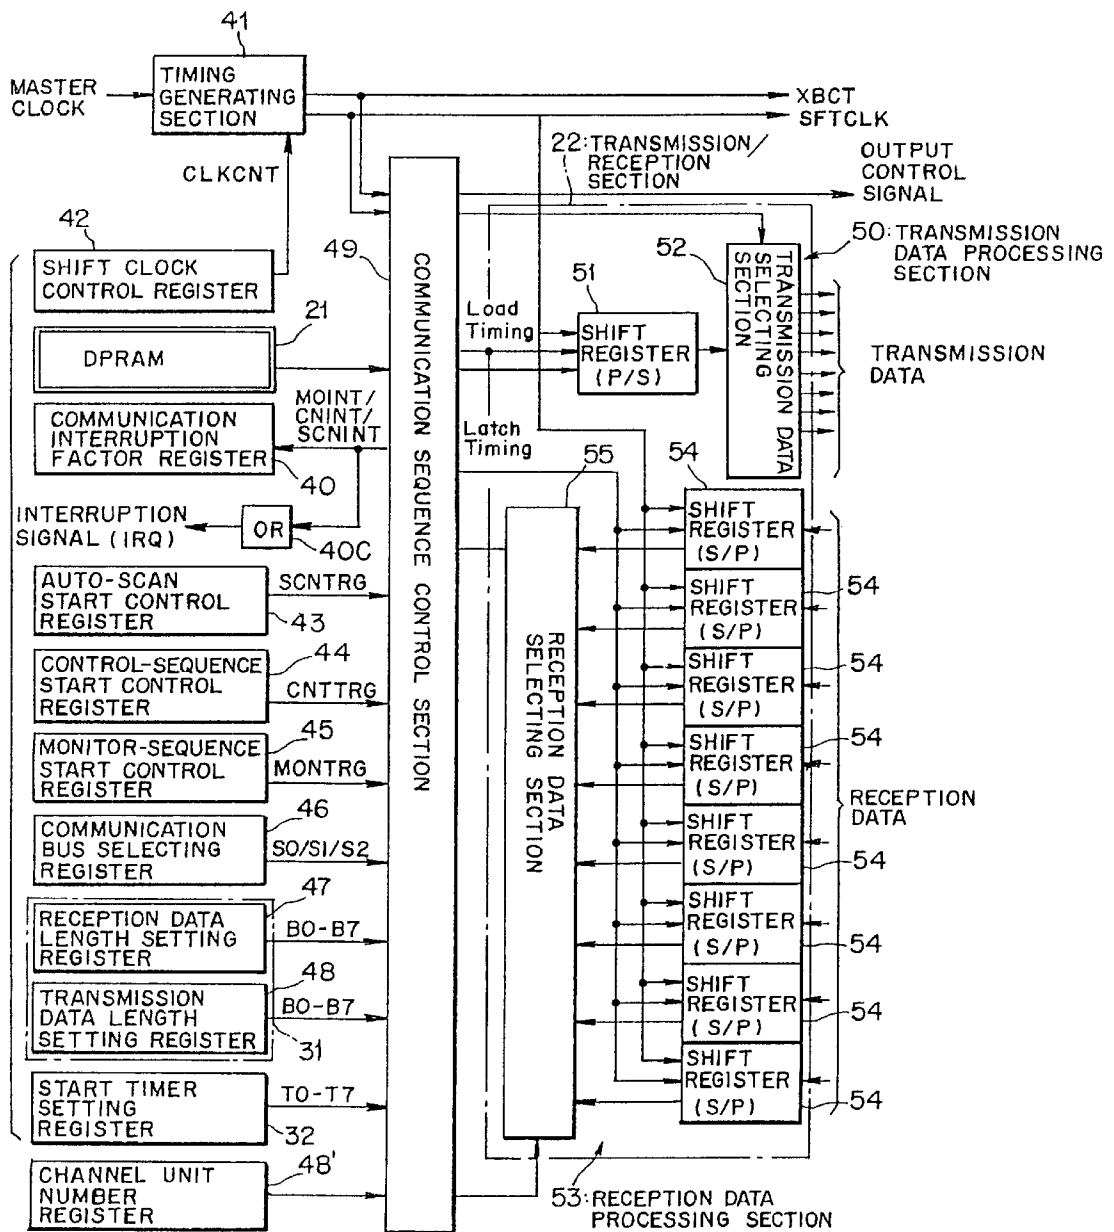 41
MASTER
CLOCK
TIMING
GENERATING
SECTION
XBCT
SFTCLK
CLKCNT
22: TRANSMISSION/
RECEPTION
SECTION
OUTPUT
CONTROL
SIGNAL
42
SHIFT CLOCK
CONTROL REGISTER
49
COMMUNICATION SEQUENCE CONTROL SECTION
52
TRANSMISSION DATA
SELECTING
SECTION
50: TRANSMISSION
DATA PROCESSING
SECTION
51
SHIFT
REGISTER
(P/S)
Load
Timing
TRANSMISSION
DATA
21
DPRAM
MOINT/
CNINT/
SCNINT
COMMUNICATION
INTERRUPTION
FACTOR REGISTER
40
Latch
Timing
55
RECEPTION DATA
SELECTING SECTION
INTERRUPTION
SIGNAL (IRQ)
OR
40C
AUTO-SCAN
START CONTROL
REGISTER
SCNTRG
43
44
CONTROL-SEQUENCE
START CONTROL
REGISTER
CNTTRG
45
MONITOR-SEQUENCE
START CONTROL
REGISTER
MONTRG
46
COMMUNICATION
BUS SELECTING
REGISTER
S0/S1/S2
47
RECEPTION DATA
LENGTH SETTING
REGISTER
B0-B7
48
TRANSMISSION
DATA LENGTH
SETTING REGISTER
B0-B7
31
START TIMER
SETTING
REGISTER
T0-T7
32
48'
CHANNEL UNIT
NUMBER
REGISTER
54
SHIFT
REGISTER
(S/P)
54
SHIFT
REGISTER
(S/P)
54
SHIFT
REGISTER
(S/P)
54
SHIFT
REGISTER
(S/P)
RECEPTION
DATA
SHIFT
REGISTER
(S/P)
54
SHIFT
REGISTER
(S/P)
54
SHIFT
REGISTER
(S/P)
54
SHIFT
REGISTER
(S/P)
54
53: RECEPTION DATA
PROCESSING SECTION